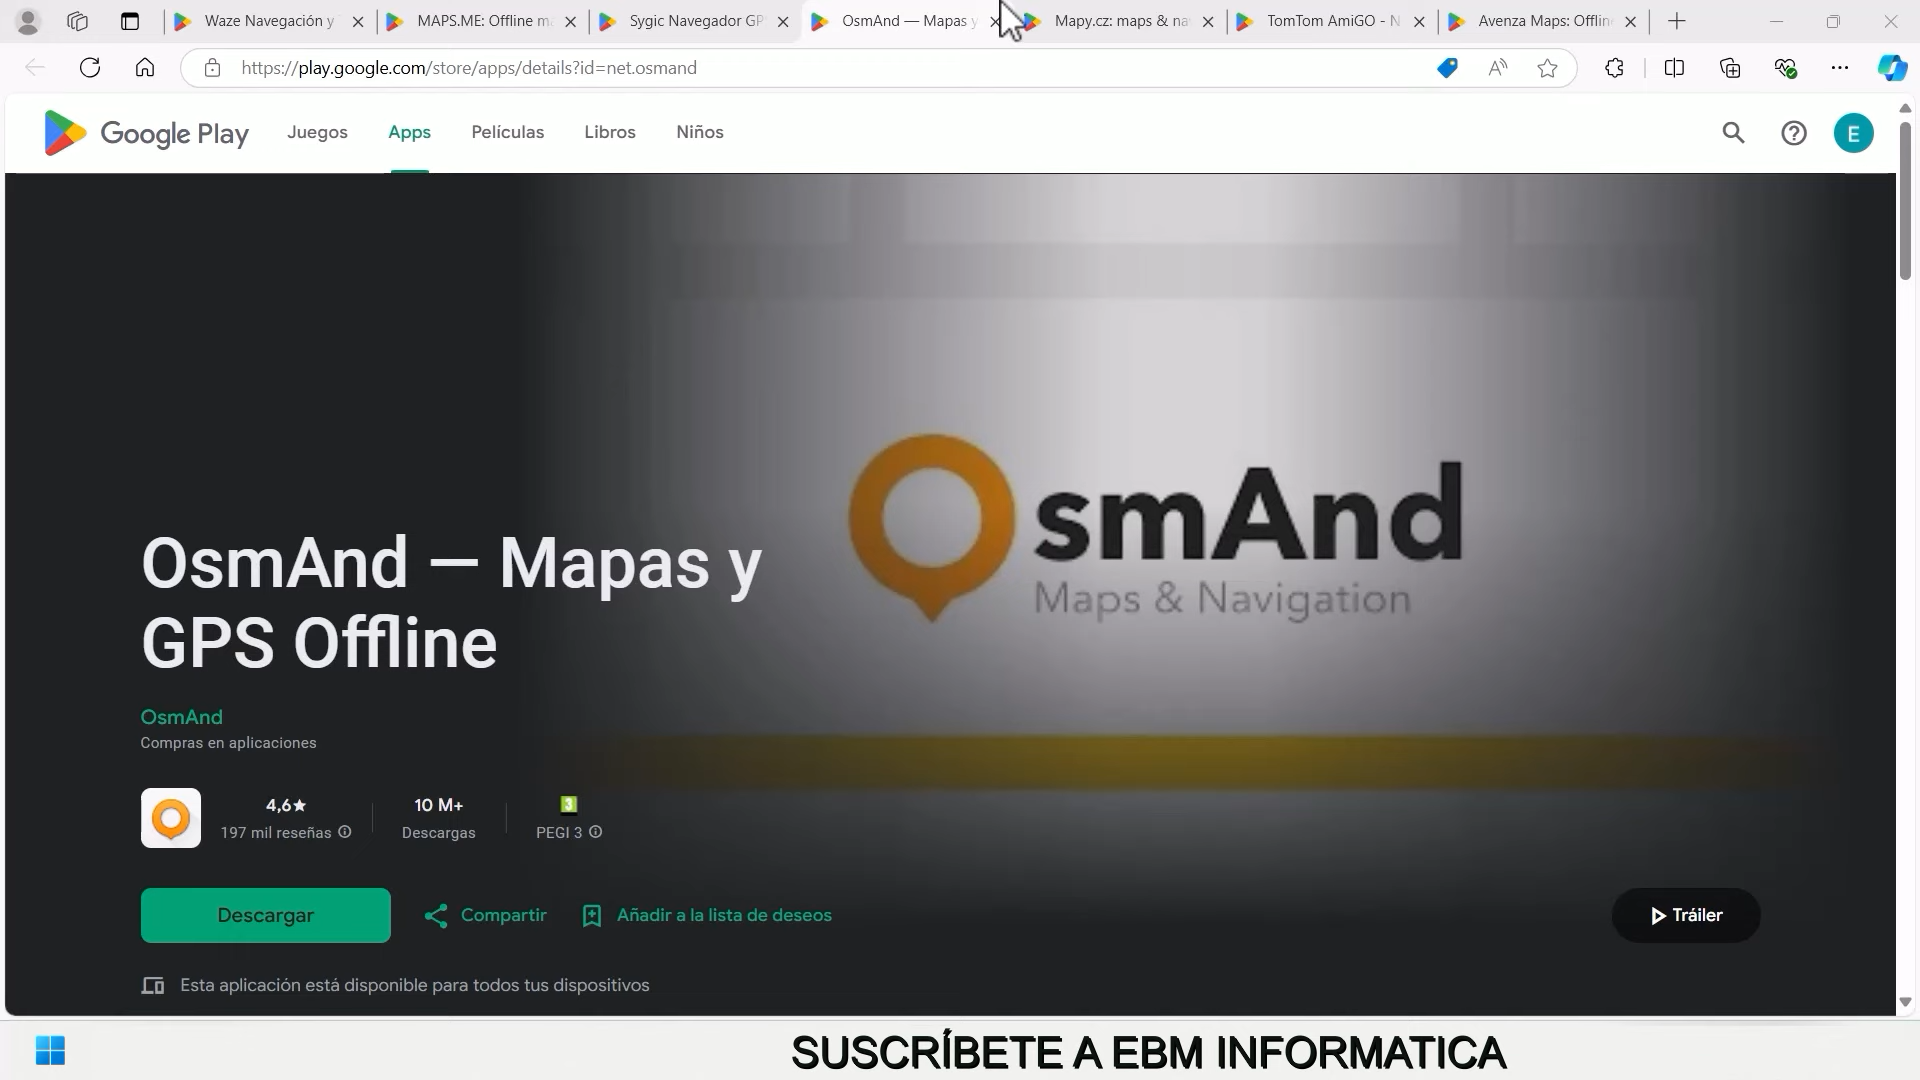 Waze Navegación y
MAPS.ME: Offline ma
Sygic Navegador GP
OsmAnd — Mapas y
Mapy.cz: maps & na
TomTom AmiGO - N
Avenza Maps: Offlin
https://play.google.com/store/apps/details?id=net.osmand
Google Play
Juegos
Apps
Películas
Libros
Niños
E
OsmAnd
Maps & Navigation
OsmAnd — Mapas y
GPS Offline
OsmAnd
Compras en aplicaciones
4,6★
197 mil reseñas
10 M+
Descargas
3
PEGI 3
Descargar
Compartir
Añadir a la lista de deseos
Tráiler
Esta aplicación está disponible para todos tus dispositivos
SUSCRÍBETE A EBM INFORMATICA